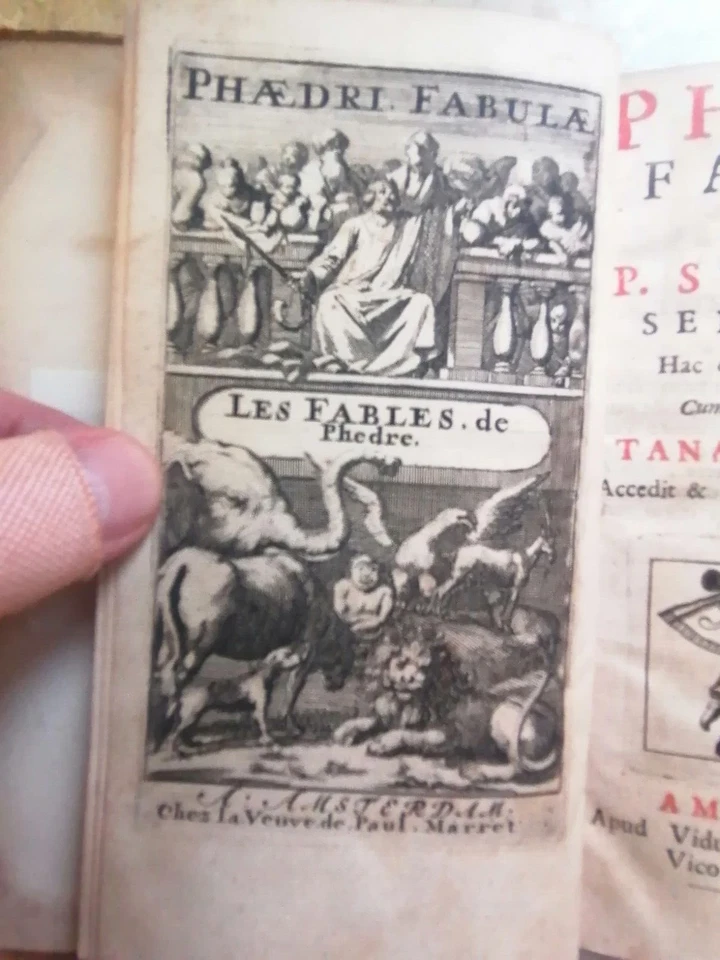 PHÆDRI. FABULÆ
LES FABLES. de
Phedre.
A. AMSTERDAM.
Chez la Veuve de Paul. Marret
PH
FA
P. S
SE
Hac
Cum
TANA
Accedit &
AM
Apud Vidu
Vico